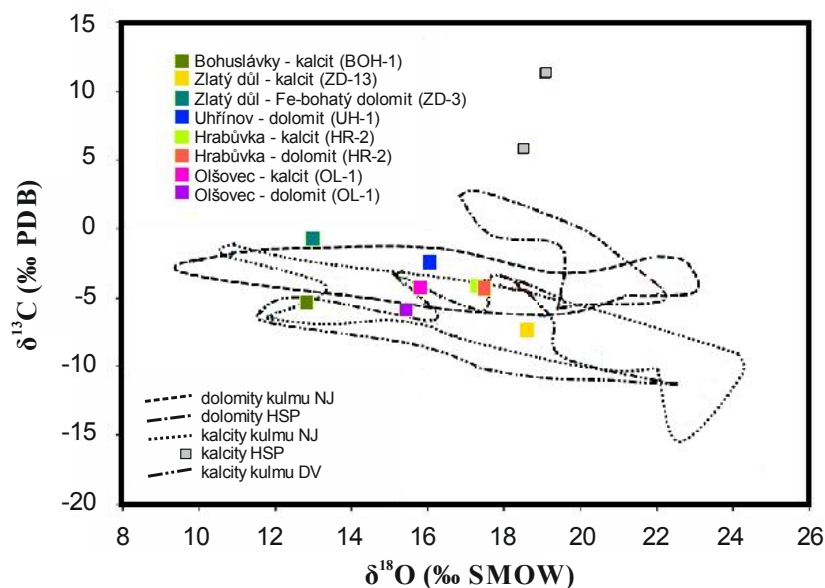 15
10
5
0
-5
-10
-15
-20
δ¹³C (‰ PDB)
Bohuslávky - kalcit (BOH-1)
Zlatý důl - kalcit (ZD-13)
Zlatý důl - Fe-bohatý dolomit (ZD-3)
Uhřínov - dolomit (UH-1)
Hrabůvka - kalcit (HR-2)
Hrabůvka - dolomit (HR-2)
Olšovec - kalcit (OL-1)
Olšovec - dolomit (OL-1)
dolomity kulmu NJ
dolomity HSP
kalcity kulmu NJ
kalcity HSP
kalcity kulmu DV
8 10 12 14 16 18 20 22 24 26
δ¹⁸O (‰ SMOW)